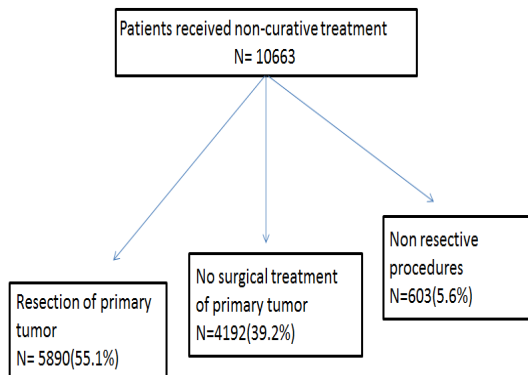 Patients received non-curative treatment
N= 10663
Resection of primary
tumor
N= 5890(55.1%)
No surgical treatment
of primary tumor
N=4192(39.2%)
Non resective
procedures
N=603(5.6%)